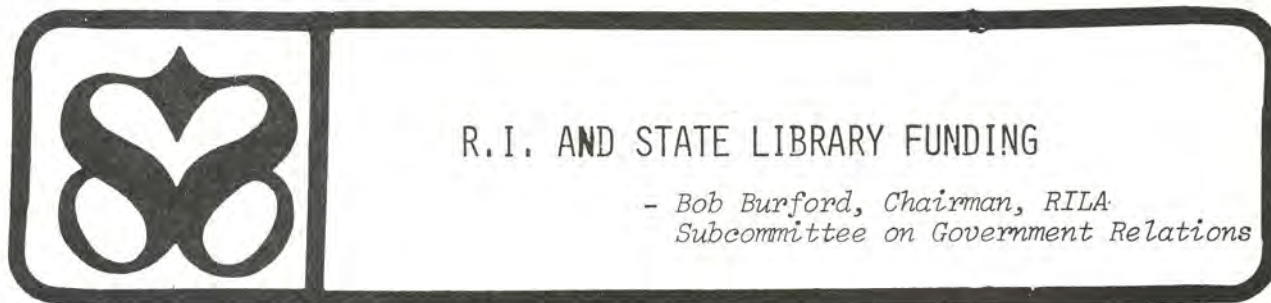 R.I. AND STATE LIBRARY FUNDING
- Bob Burford, Chairman, RILA
Subcommittee on Government Relations